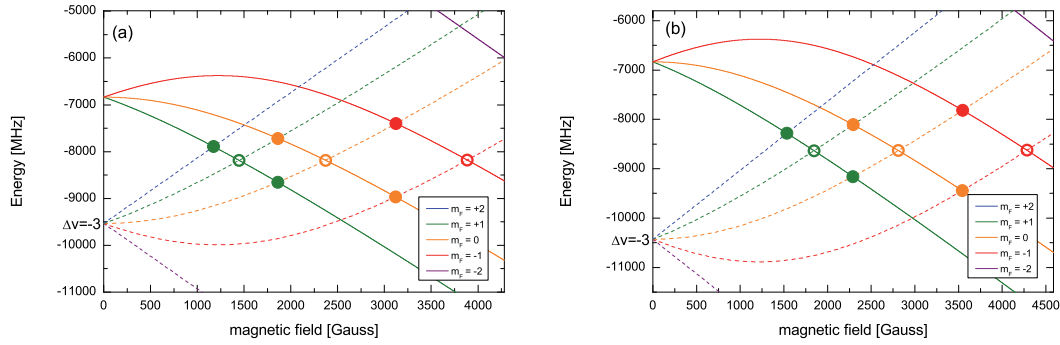 (a)
-5000
-6000
-7000
-8000
-9000
Δν=-3
-10000
-11000
Energy [MHz]
0 500 1000 1500 2000 2500 3000 3500 4000
magnetic field [Gauss]
m_F = +2
m_F = +1
m_F = 0
m_F = -1
m_F = -2
(b)
-6000
-7000
-8000
-9000
-10000
Δν=-3
-11000
Energy [MHz]
0 500 1000 1500 2000 2500 3000 3500 4000 4500
magnetic field [Gauss]
m_F = +2
m_F = +1
m_F = 0
m_F = -1
m_F = -2